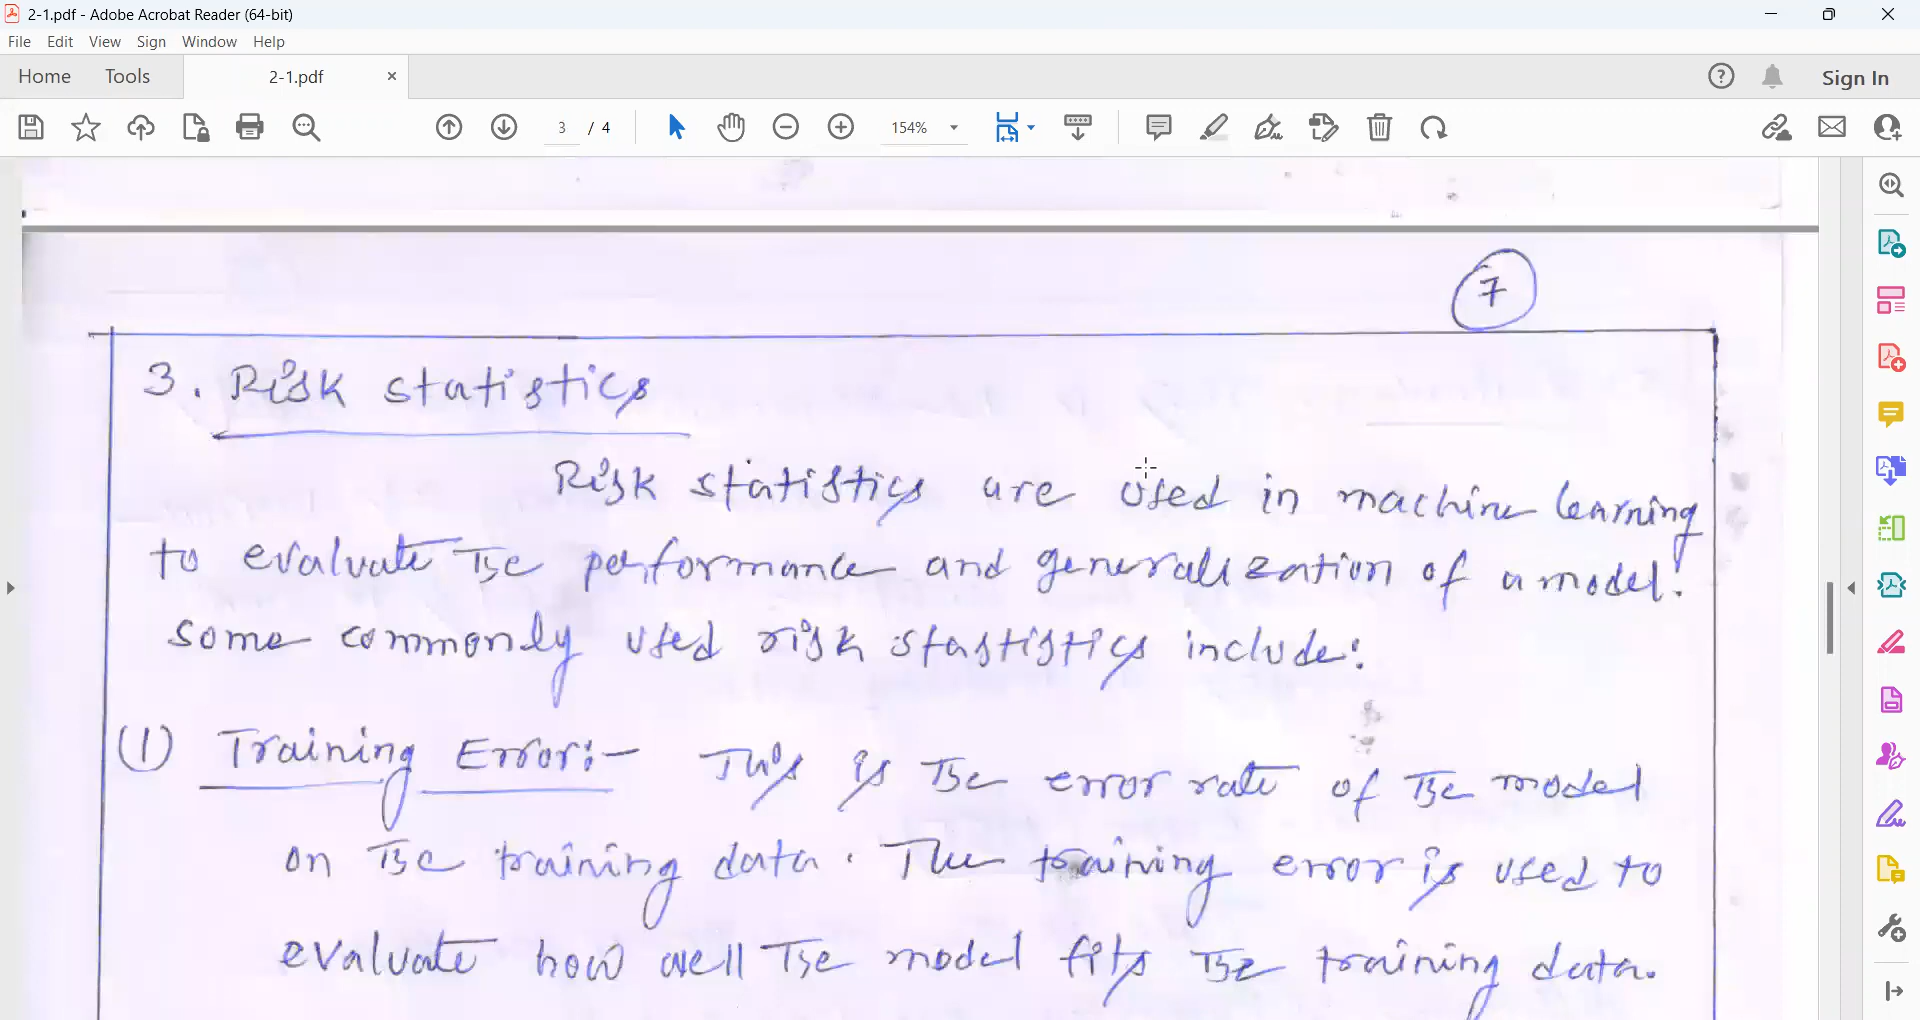 2-1.pdf - Adobe Acrobat Reader (64-bit)
File Edit View Sign Window Help
Home Tools 2-1.pdf × Sign In
3 / 4 154%
7
3. Risk statistics
Risk statistics are used in machine learning
to evaluate the performance and generalization of a model.
some commonly used risk stastistics include:
(1) Training Error:- This is the error rate of the model
on the training data. The training error is used to
evaluate how well the model fits the training data.